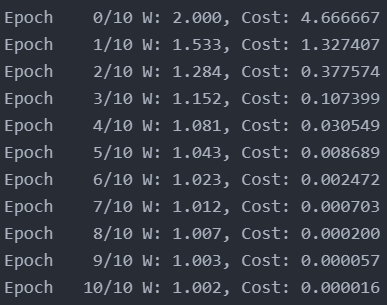 Epoch    0/10 W: 2.000, Cost: 4.666667
Epoch    1/10 W: 1.533, Cost: 1.327407
Epoch    2/10 W: 1.284, Cost: 0.377574
Epoch    3/10 W: 1.152, Cost: 0.107399
Epoch    4/10 W: 1.081, Cost: 0.030549
Epoch    5/10 W: 1.043, Cost: 0.008689
Epoch    6/10 W: 1.023, Cost: 0.002472
Epoch    7/10 W: 1.012, Cost: 0.000703
Epoch    8/10 W: 1.007, Cost: 0.000200
Epoch    9/10 W: 1.003, Cost: 0.000057
Epoch   10/10 W: 1.002, Cost: 0.000016